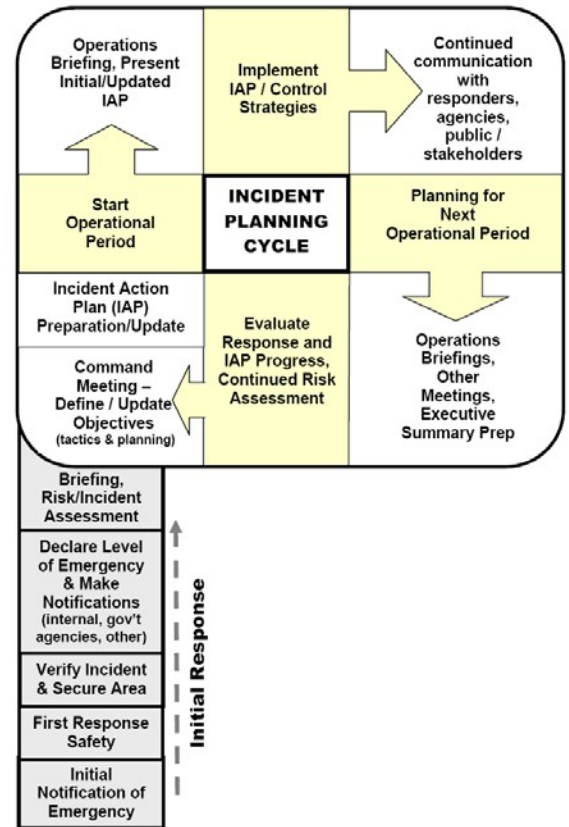 Operations
Briefing, Present
Initial/Updated
IAP
Implement
IAP / Control
Strategies
Continued
communication
with
responders,
agencies,
public /
stakeholders
Start
Operational
Period
INCIDENT
PLANNING
CYCLE
Planning for
Next
Operational Period
Incident Action
Plan (IAP)
Preparation/Update
Evaluate
Response and
IAP Progress,
Continued Risk
Assessment
Operations
Briefings,
Other
Meetings,
Executive
Summary Prep
Command
Meeting –
Define / Update
Objectives
(tactics & planning)
Briefing,
Risk/Incident
Assessment
Declare Level
of Emergency
& Make
Notifications
(internal, gov't
agencies, other)
Verify Incident
& Secure Area
First Response
Safety
Initial
Notification of
Emergency
Initial Response